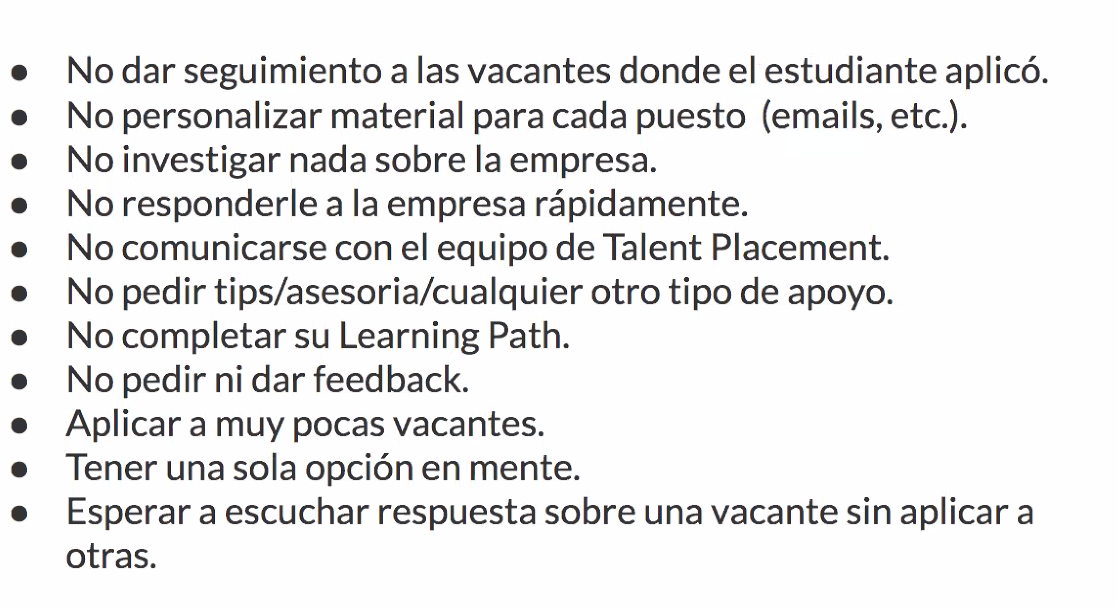 ● No dar seguimiento a las vacantes donde el estudiante aplicó.
● No personalizar material para cada puesto (emails, etc.).
● No investigar nada sobre la empresa.
● No responderle a la empresa rápidamente.
● No comunicarse con el equipo de Talent Placement.
● No pedir tips/asesoria/cualquier otro tipo de apoyo.
● No completar su Learning Path.
● No pedir ni dar feedback.
● Aplicar a muy pocas vacantes.
● Tener una sola opción en mente.
● Esperar a escuchar respuesta sobre una vacante sin aplicar a
otras.